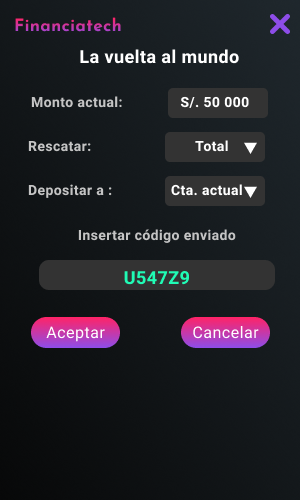 Financiatech
La vuelta al mundo
Monto actual: S/. 50 000
Rescatar: Total
Depositar a : Cta. actual
Insertar código enviado
U547Z9
Aceptar Cancelar